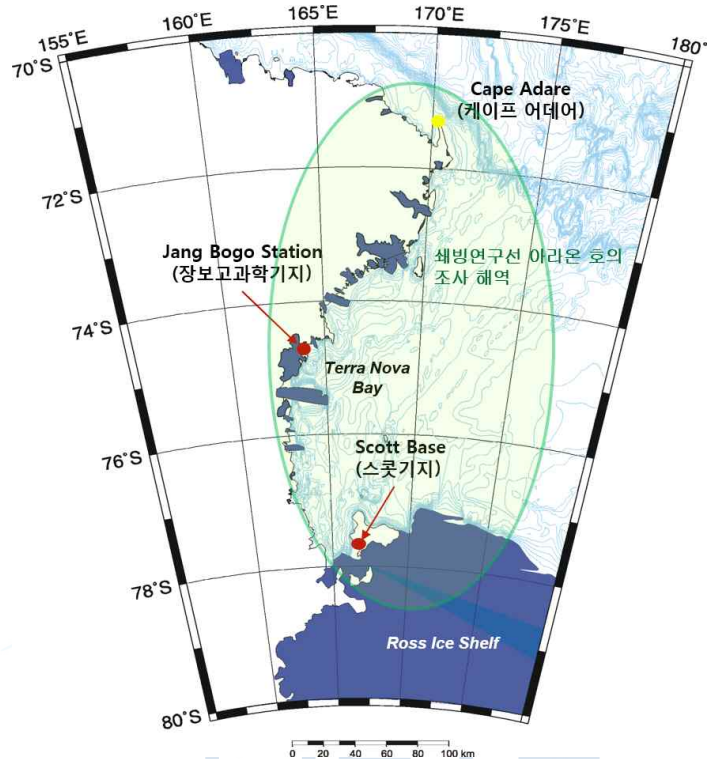 155°E
160°E
165°E
170°E
175°E
180°
70°S
Cape Adare
(케이프 어데어)
72°S
쇄빙연구선 아라온 호의
조사 해역
Jang Bogo Station
(장보고과학기지)
74°S
Terra Nova
Bay
Scott Base
(스콧기지)
76°S
78°S
Ross Ice Shelf
80°S
0 20 40 60 80 100 km